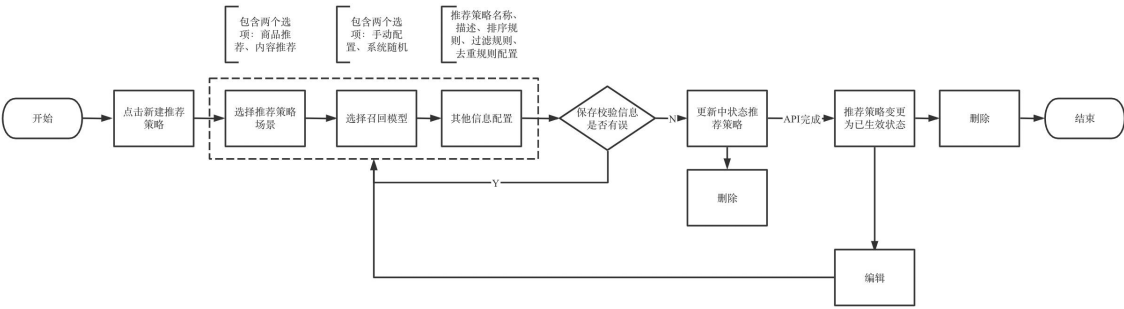 包含两个选
项：商品推
荐、内容推荐
包含两个选
项：手动配
置、系统随机
推荐策略名称、
描述、排序规
则、过滤规则、
去重规则配置
开始
点击新建推荐
策略
选择推荐策略
场景
选择召回模型
其他信息配置
保存校验信息
是否有误
N
更新中状态推
荐策略
API完成
推荐策略变更
为已生效状态
删除
结束
Y
删除
编辑